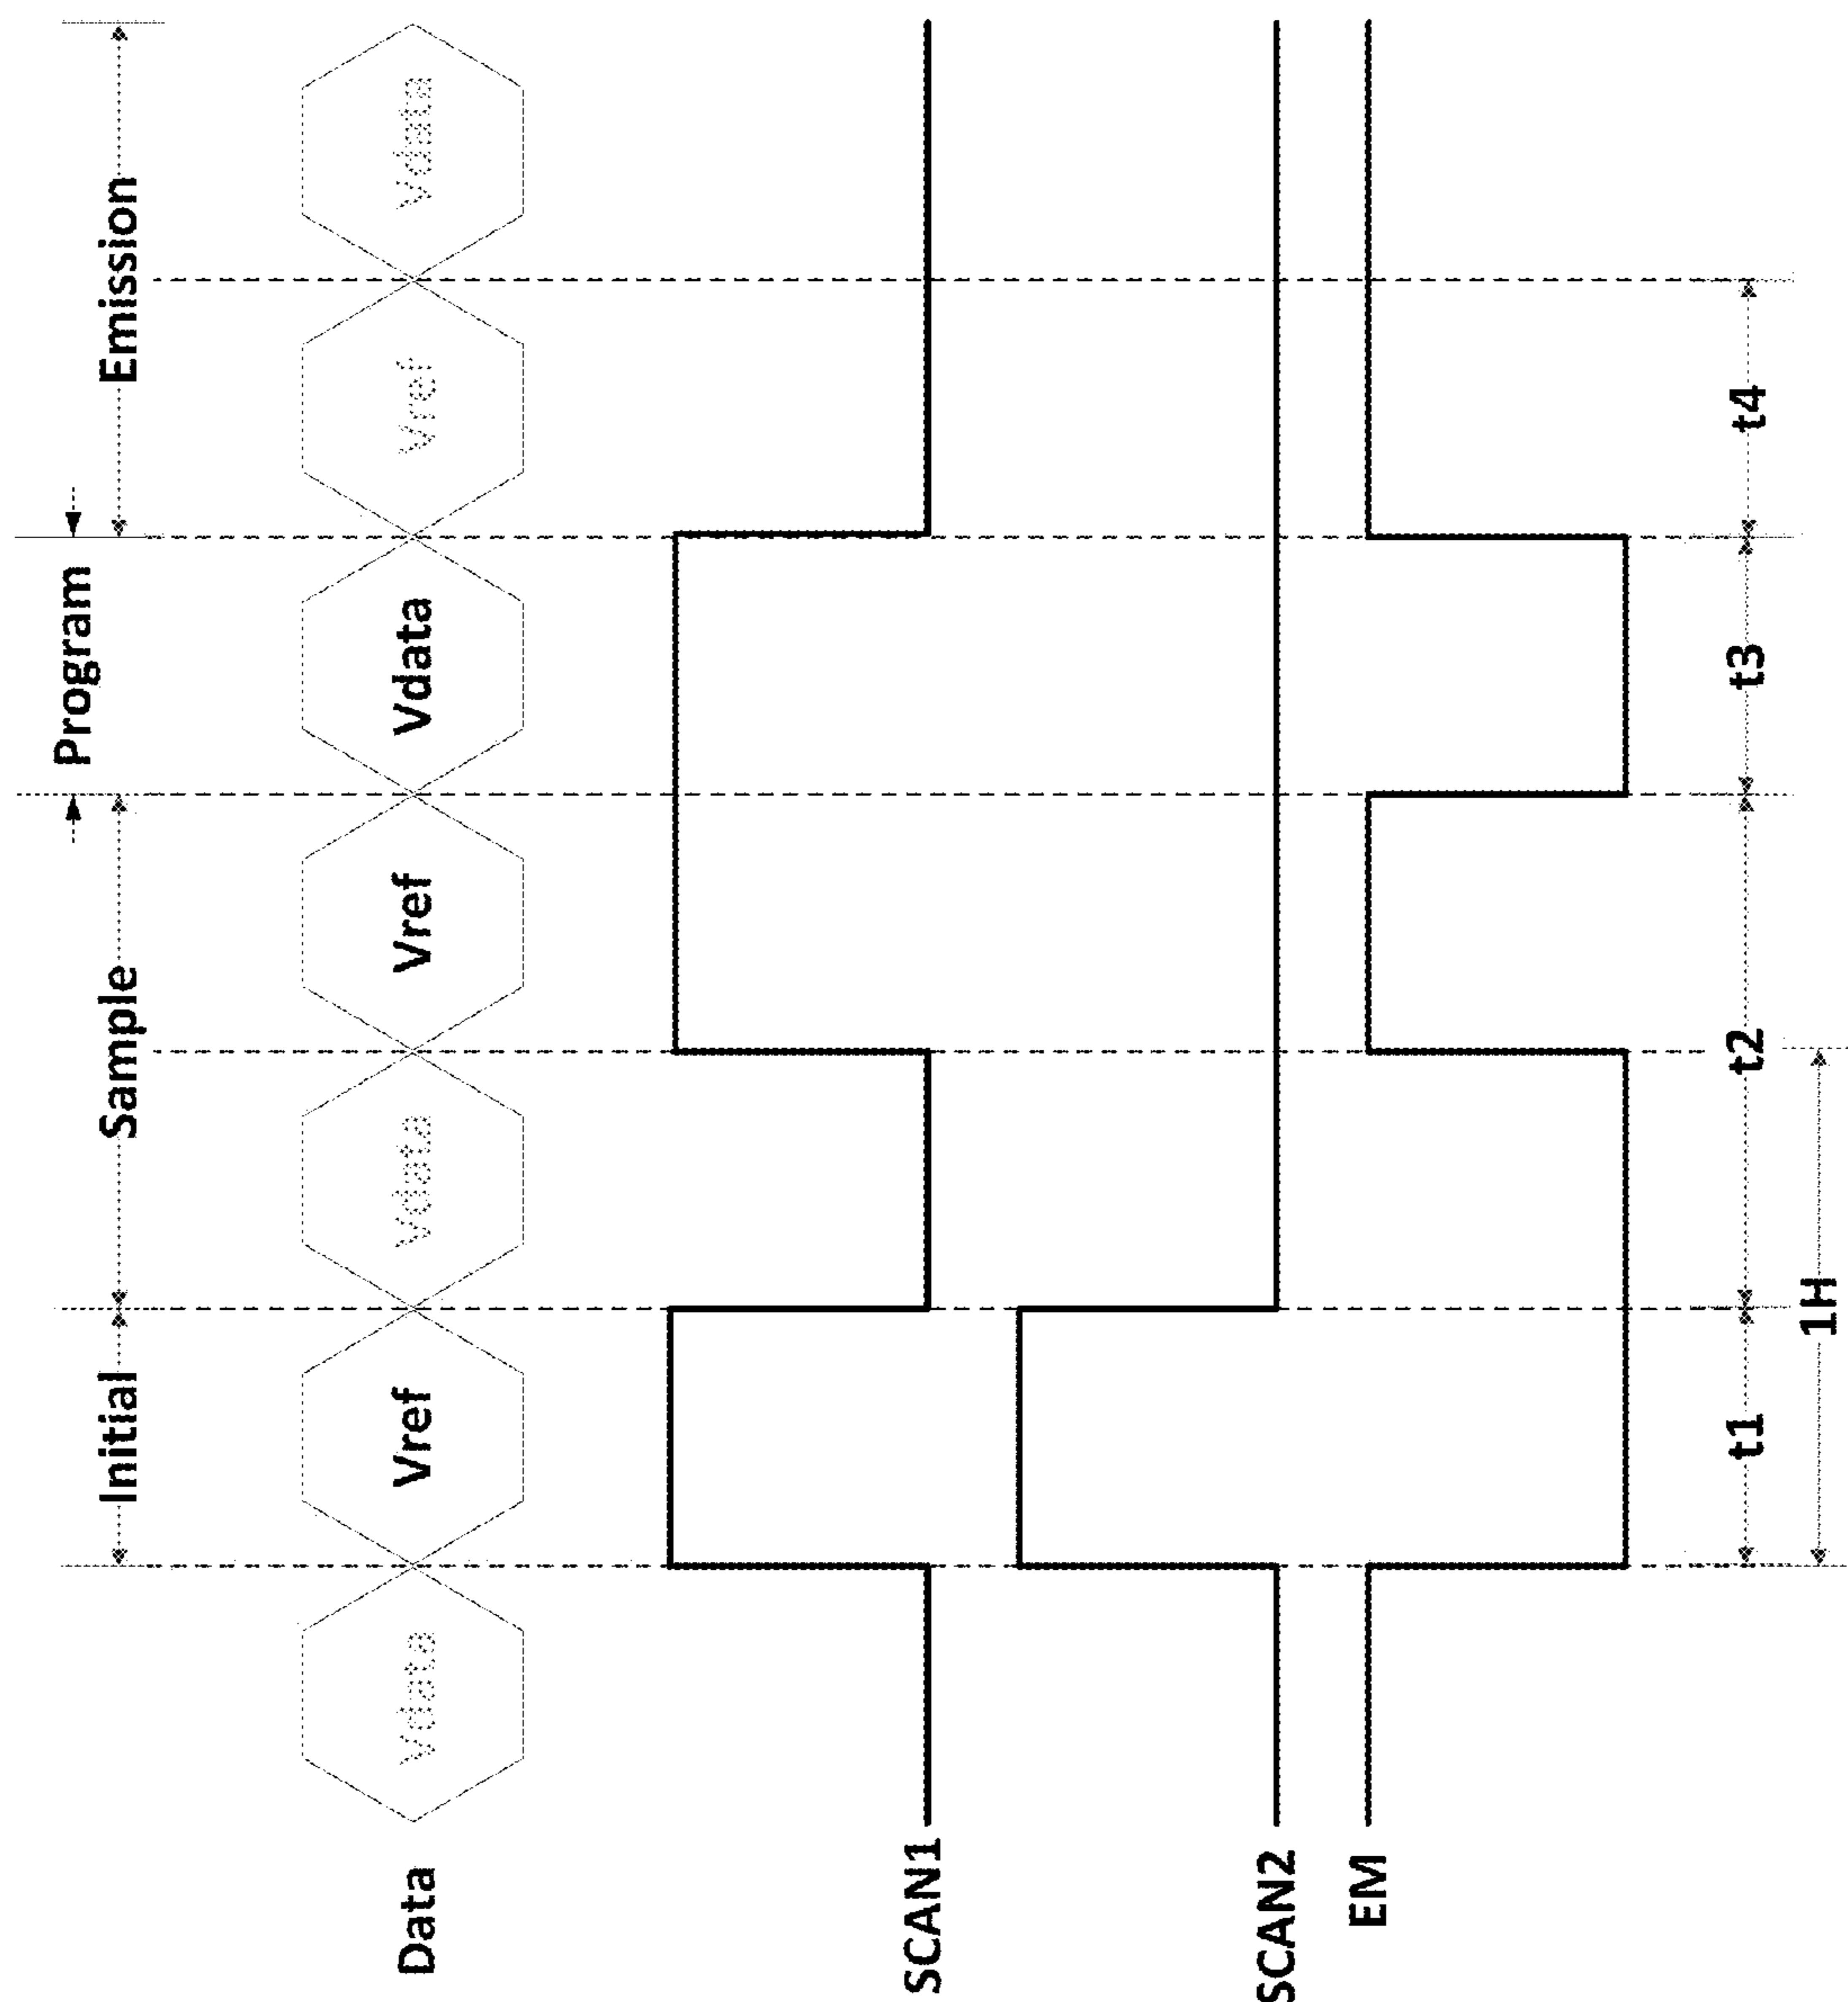 Initial
Sample
Program
Emission
Data
Vdata
Vref
Vdata
Vref
Vdata
Vref
Vdata
SCAN1
SCAN2
EM
t1
t2
t3
t4
1H